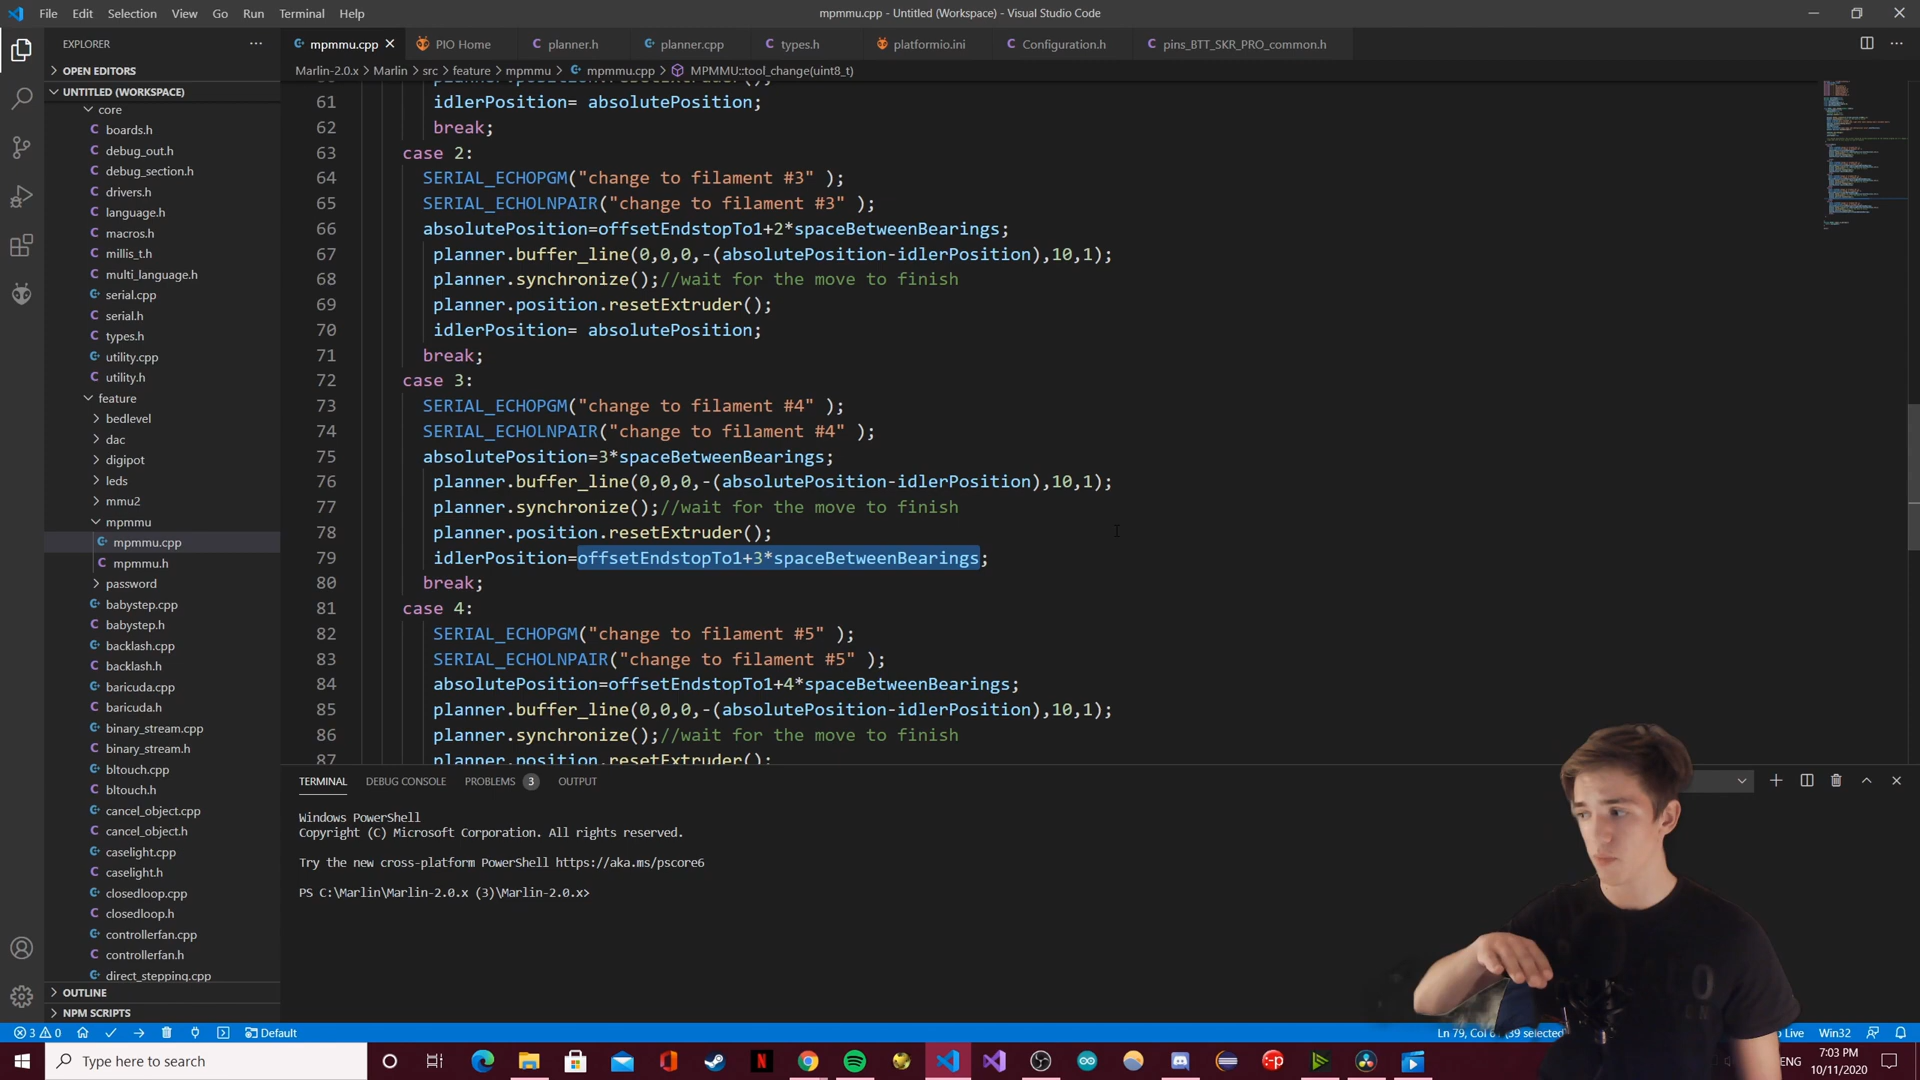 File Edit Selection View Go Run Terminal Help
mpmmu.cpp - Untitled (Workspace) - Visual Studio Code
EXPLORER
mpmmu.cpp
PIO Home
planner.h
planner.cpp
types.h
platformio.ini
Configuration.h
pins_BTT_SKR_PRO_common.h
OPEN EDITORS
UNTITLED (WORKSPACE)
core
boards.h
debug_out.h
debug_section.h
drivers.h
language.h
macros.h
millis_t.h
multi_language.h
serial.cpp
serial.h
types.h
utility.cpp
utility.h
feature
bedlevel
dac
digipot
leds
mmu2
mpmmu
mpmmu.cpp
mpmmu.h
password
babystep.cpp
babystep.h
backlash.cpp
backlash.h
baricuda.cpp
baricuda.h
binary_stream.cpp
binary_stream.h
bltouch.cpp
bltouch.h
cancel_object.cpp
cancel_object.h
caselight.cpp
caselight.h
closedloop.cpp
closedloop.h
controllerfan.cpp
controllerfan.h
direct_stepping.cpp
OUTLINE
NPM SCRIPTS
Marlin-2.0.x > Marlin > src > feature > mpmmu > mpmmu.cpp > MPMMU::tool_change(uint8_t)
61 idlerPosition= absolutePosition;
62 break;
63 case 2:
64 SERIAL_ECHOPGM("change to filament #3" );
65 SERIAL_ECHOLNPAIR("change to filament #3" );
66 absolutePosition=offsetEndstopTo1+2*spaceBetweenBearings;
67 planner.buffer_line(0,0,0,-(absolutePosition-idlerPosition),10,1);
68 planner.synchronize();//wait for the move to finish
69 planner.position.resetExtruder();
70 idlerPosition= absolutePosition;
71 break;
72 case 3:
73 SERIAL_ECHOPGM("change to filament #4" );
74 SERIAL_ECHOLNPAIR("change to filament #4" );
75 absolutePosition=3*spaceBetweenBearings;
76 planner.buffer_line(0,0,0,-(absolutePosition-idlerPosition),10,1);
77 planner.synchronize();//wait for the move to finish
78 planner.position.resetExtruder();
79 idlerPosition=offsetEndstopTo1+3*spaceBetweenBearings;
80 break;
81 case 4:
82 SERIAL_ECHOPGM("change to filament #5" );
83 SERIAL_ECHOLNPAIR("change to filament #5" );
84 absolutePosition=offsetEndstopTo1+4*spaceBetweenBearings;
85 planner.buffer_line(0,0,0,-(absolutePosition-idlerPosition),10,1);
86 planner.synchronize();//wait for the move to finish
87 planner.position.resetExtruder();
TERMINAL DEBUG CONSOLE PROBLEMS 3 OUTPUT
Windows PowerShell
Copyright (C) Microsoft Corporation. All rights reserved.
Try the new cross-platform PowerShell https://aka.ms/pscore6
PS C:\Marlin\Marlin-2.0.x (3)\Marlin-2.0.x>
3 0 Default
Ln 79, Col (39 selected
Live Win32
Type here to search
ENG
7:03 PM
10/11/2020